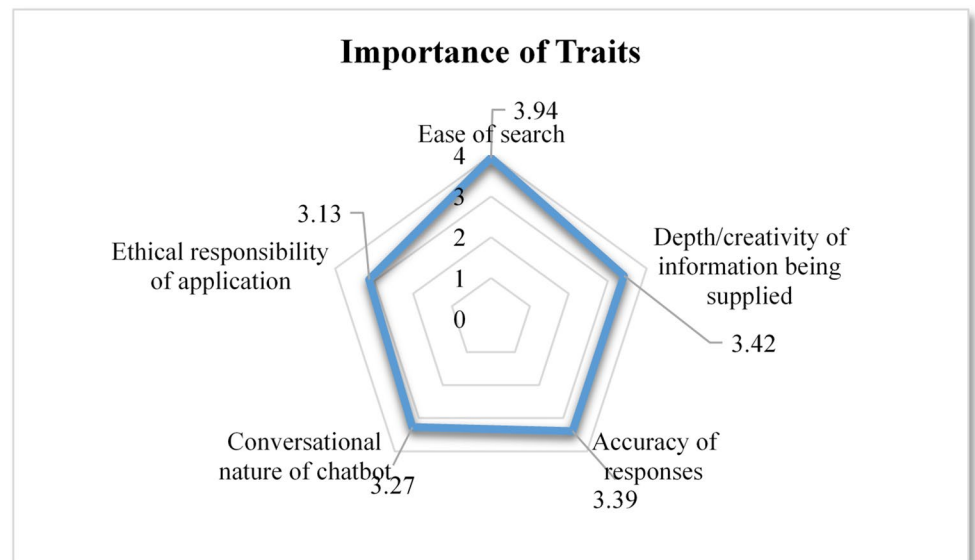 Importance of Traits
3.94
Ease of search
4
3
2
1
0
3.13
Ethical responsibility
of application
Depth/creativity of
information being
supplied
3.42
Conversational
nature of chatbot
3.27
Accuracy of
responses
3.39